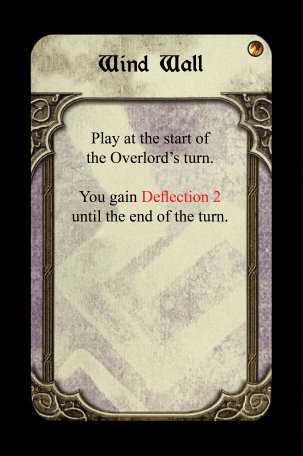 Wind Wall
Play at the start of
the Overlord's turn.
You gain Deflection 2
until the end of the turn.